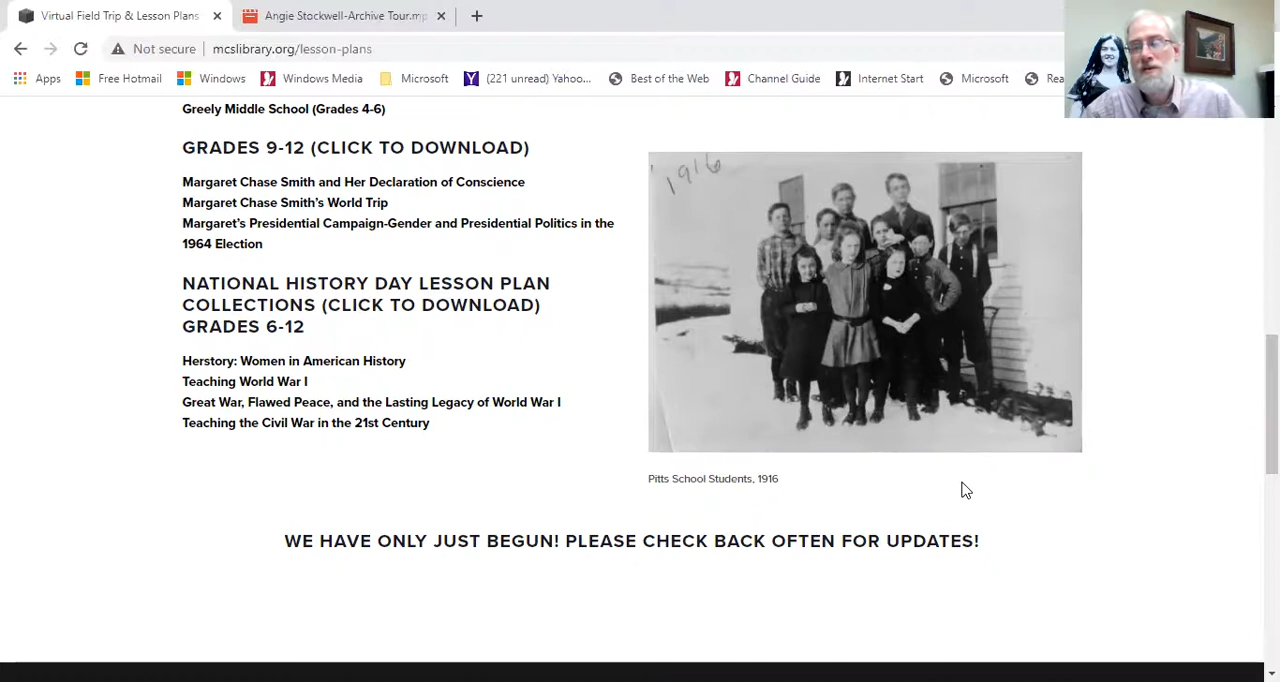 Virtual Field Trip & Lesson Plans
Angie Stockwell-Archive Tour.mp
Not secure
mcslibrary.org/lesson-plans
Apps
Free Hotmail
Windows
Windows Media
Microsoft
(221 unread) Yahoo...
Best of the Web
Channel Guide
Internet Start
Microsoft
Rea
Greely Middle School (Grades 4-6)
GRADES 9-12 (CLICK TO DOWNLOAD)
Margaret Chase Smith and Her Declaration of Conscience
Margaret Chase Smith's World Trip
Margaret's Presidential Campaign-Gender and Presidential Politics in the
1964 Election
NATIONAL HISTORY DAY LESSON PLAN
COLLECTIONS (CLICK TO DOWNLOAD)
GRADES 6-12
Herstory: Women in American History
Teaching World War I
Great War, Flawed Peace, and the Lasting Legacy of World War I
Teaching the Civil War in the 21st Century
1916
Pitts School Students, 1916
WE HAVE ONLY JUST BEGUN! PLEASE CHECK BACK OFTEN FOR UPDATES!